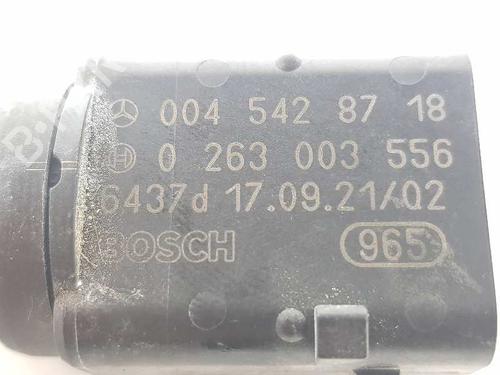 004 542 87 18
0 263 003 556
6437d 17.09.21/02
BOSCH 965